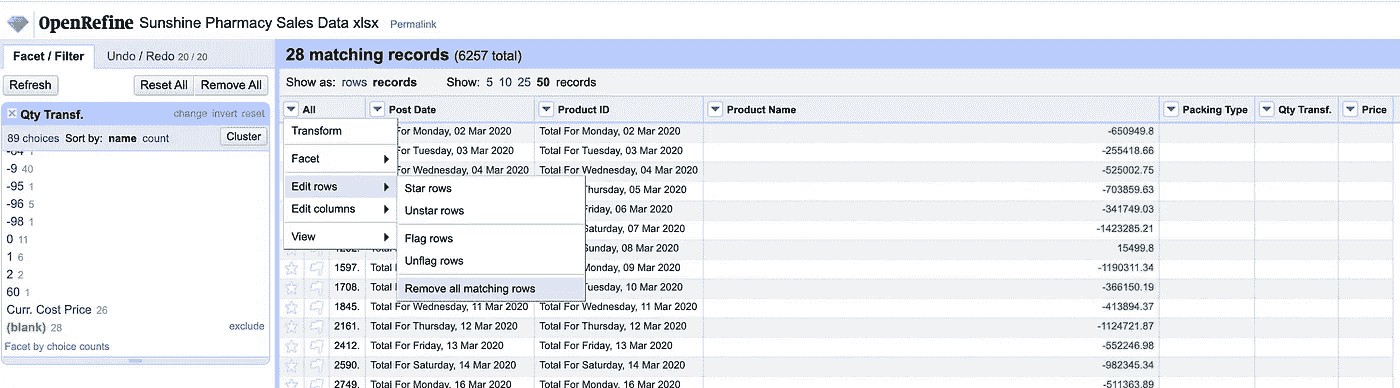 OpenRefine Sunshine Pharmacy Sales Data xlsx Permalink
Facet / Filter Undo / Redo 20 / 20
Refresh Reset All Remove All
Qty Transf. change invert reset
89 choices Sort by: name count Cluster
-84 1
-9 40
-95 1
-96 5
-98 1
0 11
1 6
2 2
60 1
Curr. Cost Price 26
(blank) 28 exclude
Facet by choice counts
28 matching records (6257 total)
Show as: rows records Show: 5 10 25 50 records
All Post Date Product ID Product Name Packing Type Qty Transf. Price
Transform
Facet
Edit rows
Edit columns
View
Star rows
Unstar rows
Flag rows
Unflag rows
Remove all matching rows
For Monday, 02 Mar 2020 Total For Monday, 02 Mar 2020 -650949.8
For Tuesday, 03 Mar 2020 Total For Tuesday, 03 Mar 2020 -255418.66
For Wednesday, 04 Mar 2020 Total For Wednesday, 04 Mar 2020 -525002.75
Thursday, 05 Mar 2020 -703859.63
Friday, 06 Mar 2020 -341749.03
Saturday, 07 Mar 2020 -1423285.21
Sunday, 08 Mar 2020 15499.8
1597. Total Monday, 09 Mar 2020 -1190311.34
1708. Total Tuesday, 10 Mar 2020 -366150.19
1845. Total For Wednesday, 11 Mar 2020 Total For Wednesday, 11 Mar 2020 -413894.37
2161. Total For Thursday, 12 Mar 2020 Total For Thursday, 12 Mar 2020 -1124721.87
2412. Total For Friday, 13 Mar 2020 Total For Friday, 13 Mar 2020 -552246.98
2590. Total For Saturday, 14 Mar 2020 Total For Saturday, 14 Mar 2020 -982345.34
2749. Total For Monday, 16 Mar 2020 Total For Monday, 16 Mar 2020 -511363.89